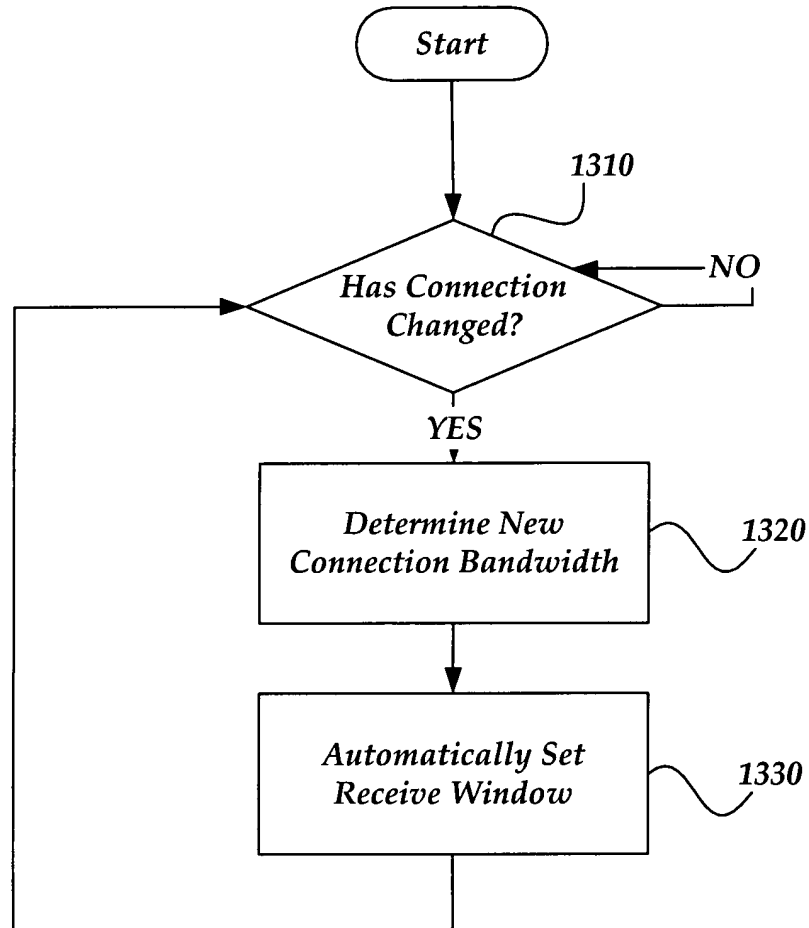 Start
1310
Has Connection
Changed?
NO
YES
Determine New
Connection Bandwidth
1320
Automatically Set
Receive Window
1330